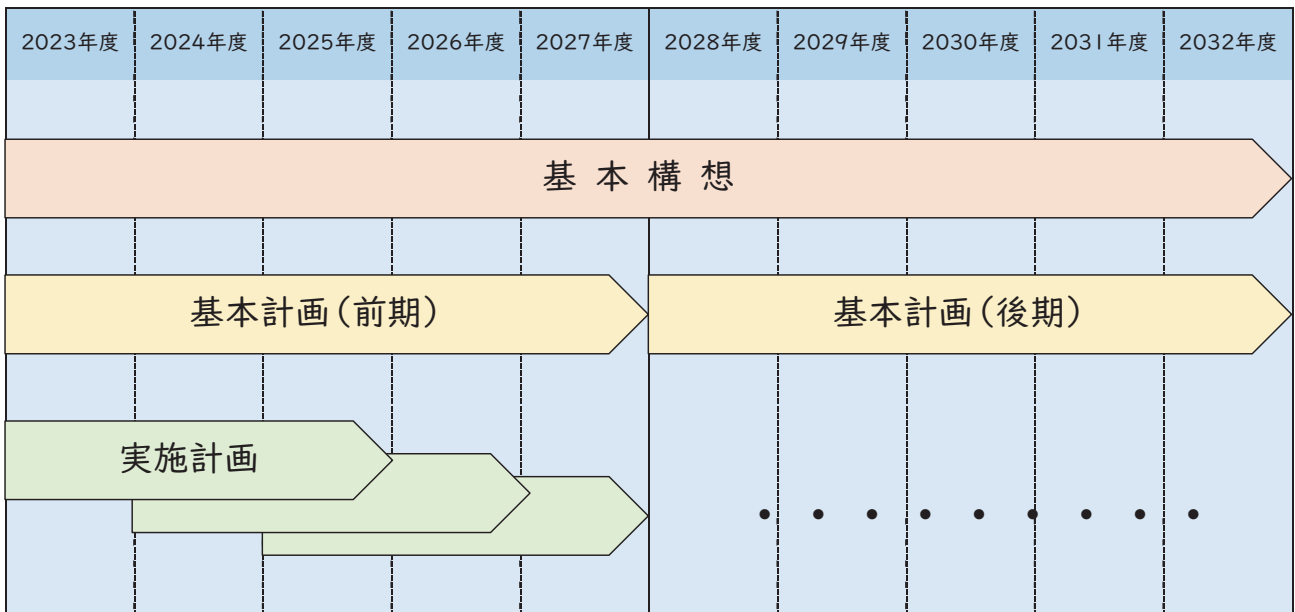 2023年度 2024年度 2025年度 2026年度 2027年度 2028年度 2029年度 2030年度 2031年度 2032年度
基本構想
基本計画（前期） 基本計画（後期）
実施計画
・・・・・・・・・